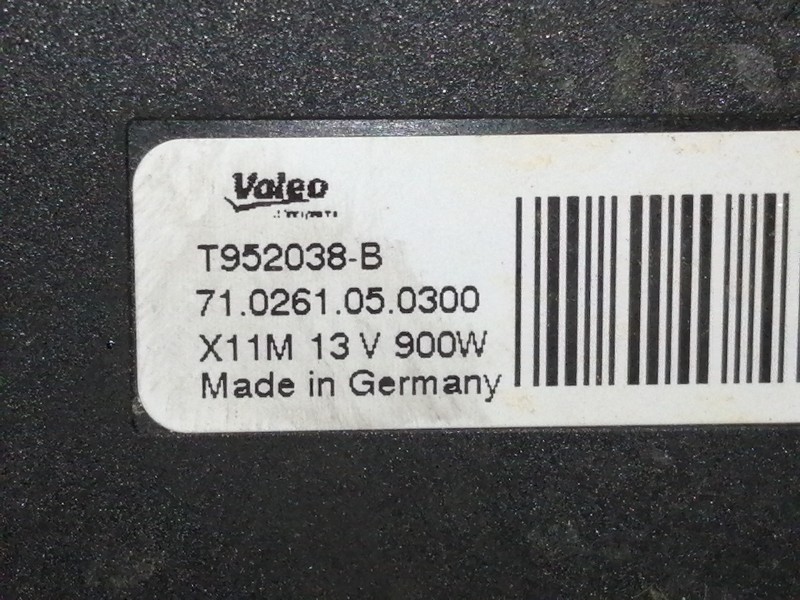 Valeo
T952038-B
71.0261.05.0300
X11M 13 V 900W
Made in Germany